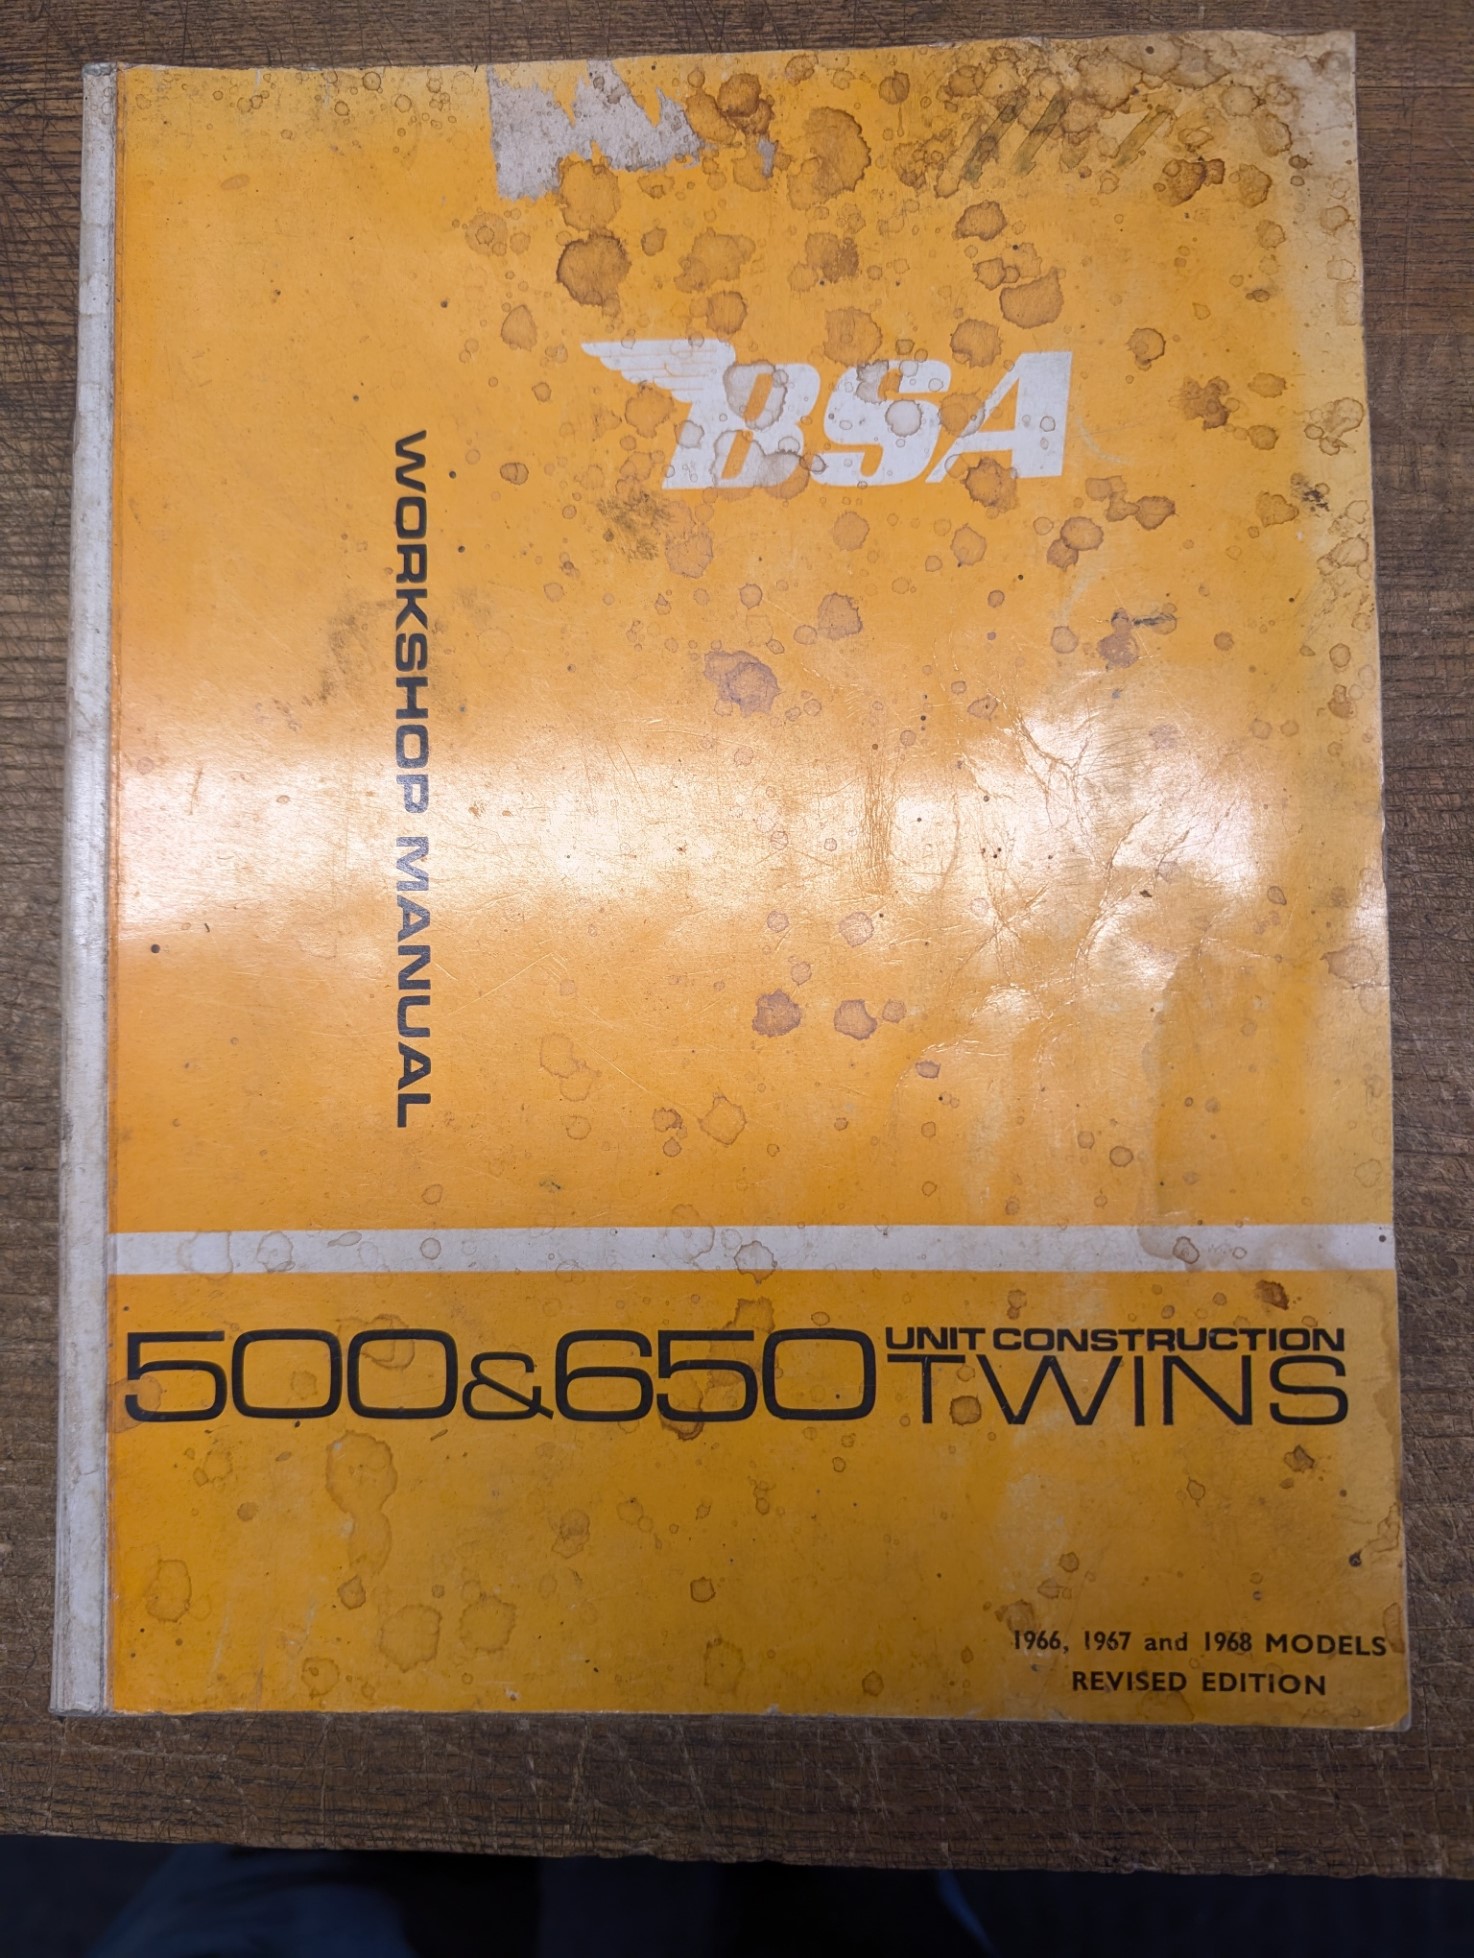 BSA
WORKSHOP MANUAL
500&650 UNIT CONSTRUCTION TWINS
1966, 1967 and 1968 MODELS
REVISED EDITION